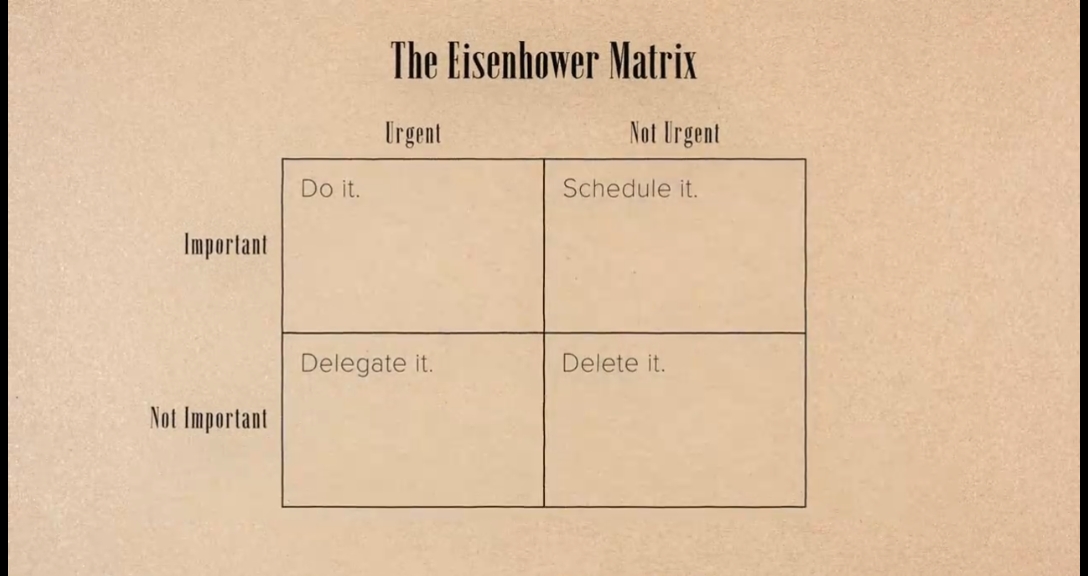 The Eisenhower Matrix
Urgent
Not Urgent
Important
Do it.
Schedule it.
Not Important
Delegate it.
Delete it.